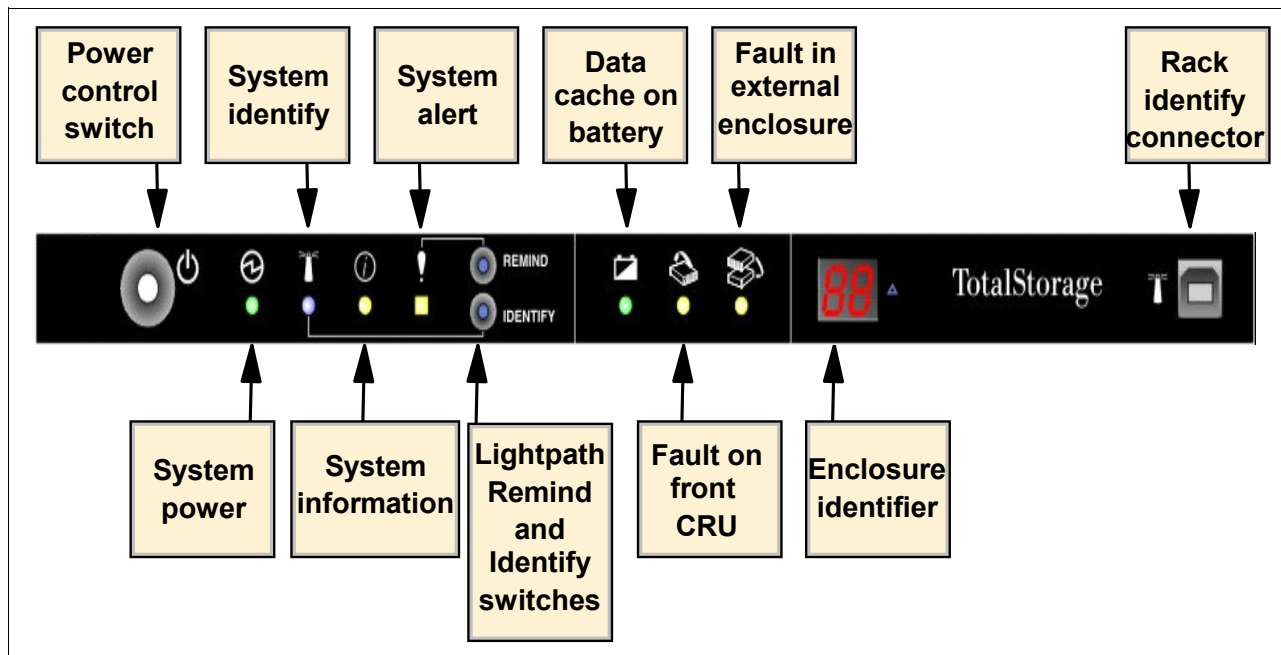 Power
control
switch
System
identify
System
alert
Data
cache on
battery
Fault in
external
enclosure
Rack
identify
connector
REMIND
IDENTIFY
88
TotalStorage
System
power
System
information
Lightpath
Remind
and
Identify
switches
Fault on
front
CRU
Enclosure
identifier